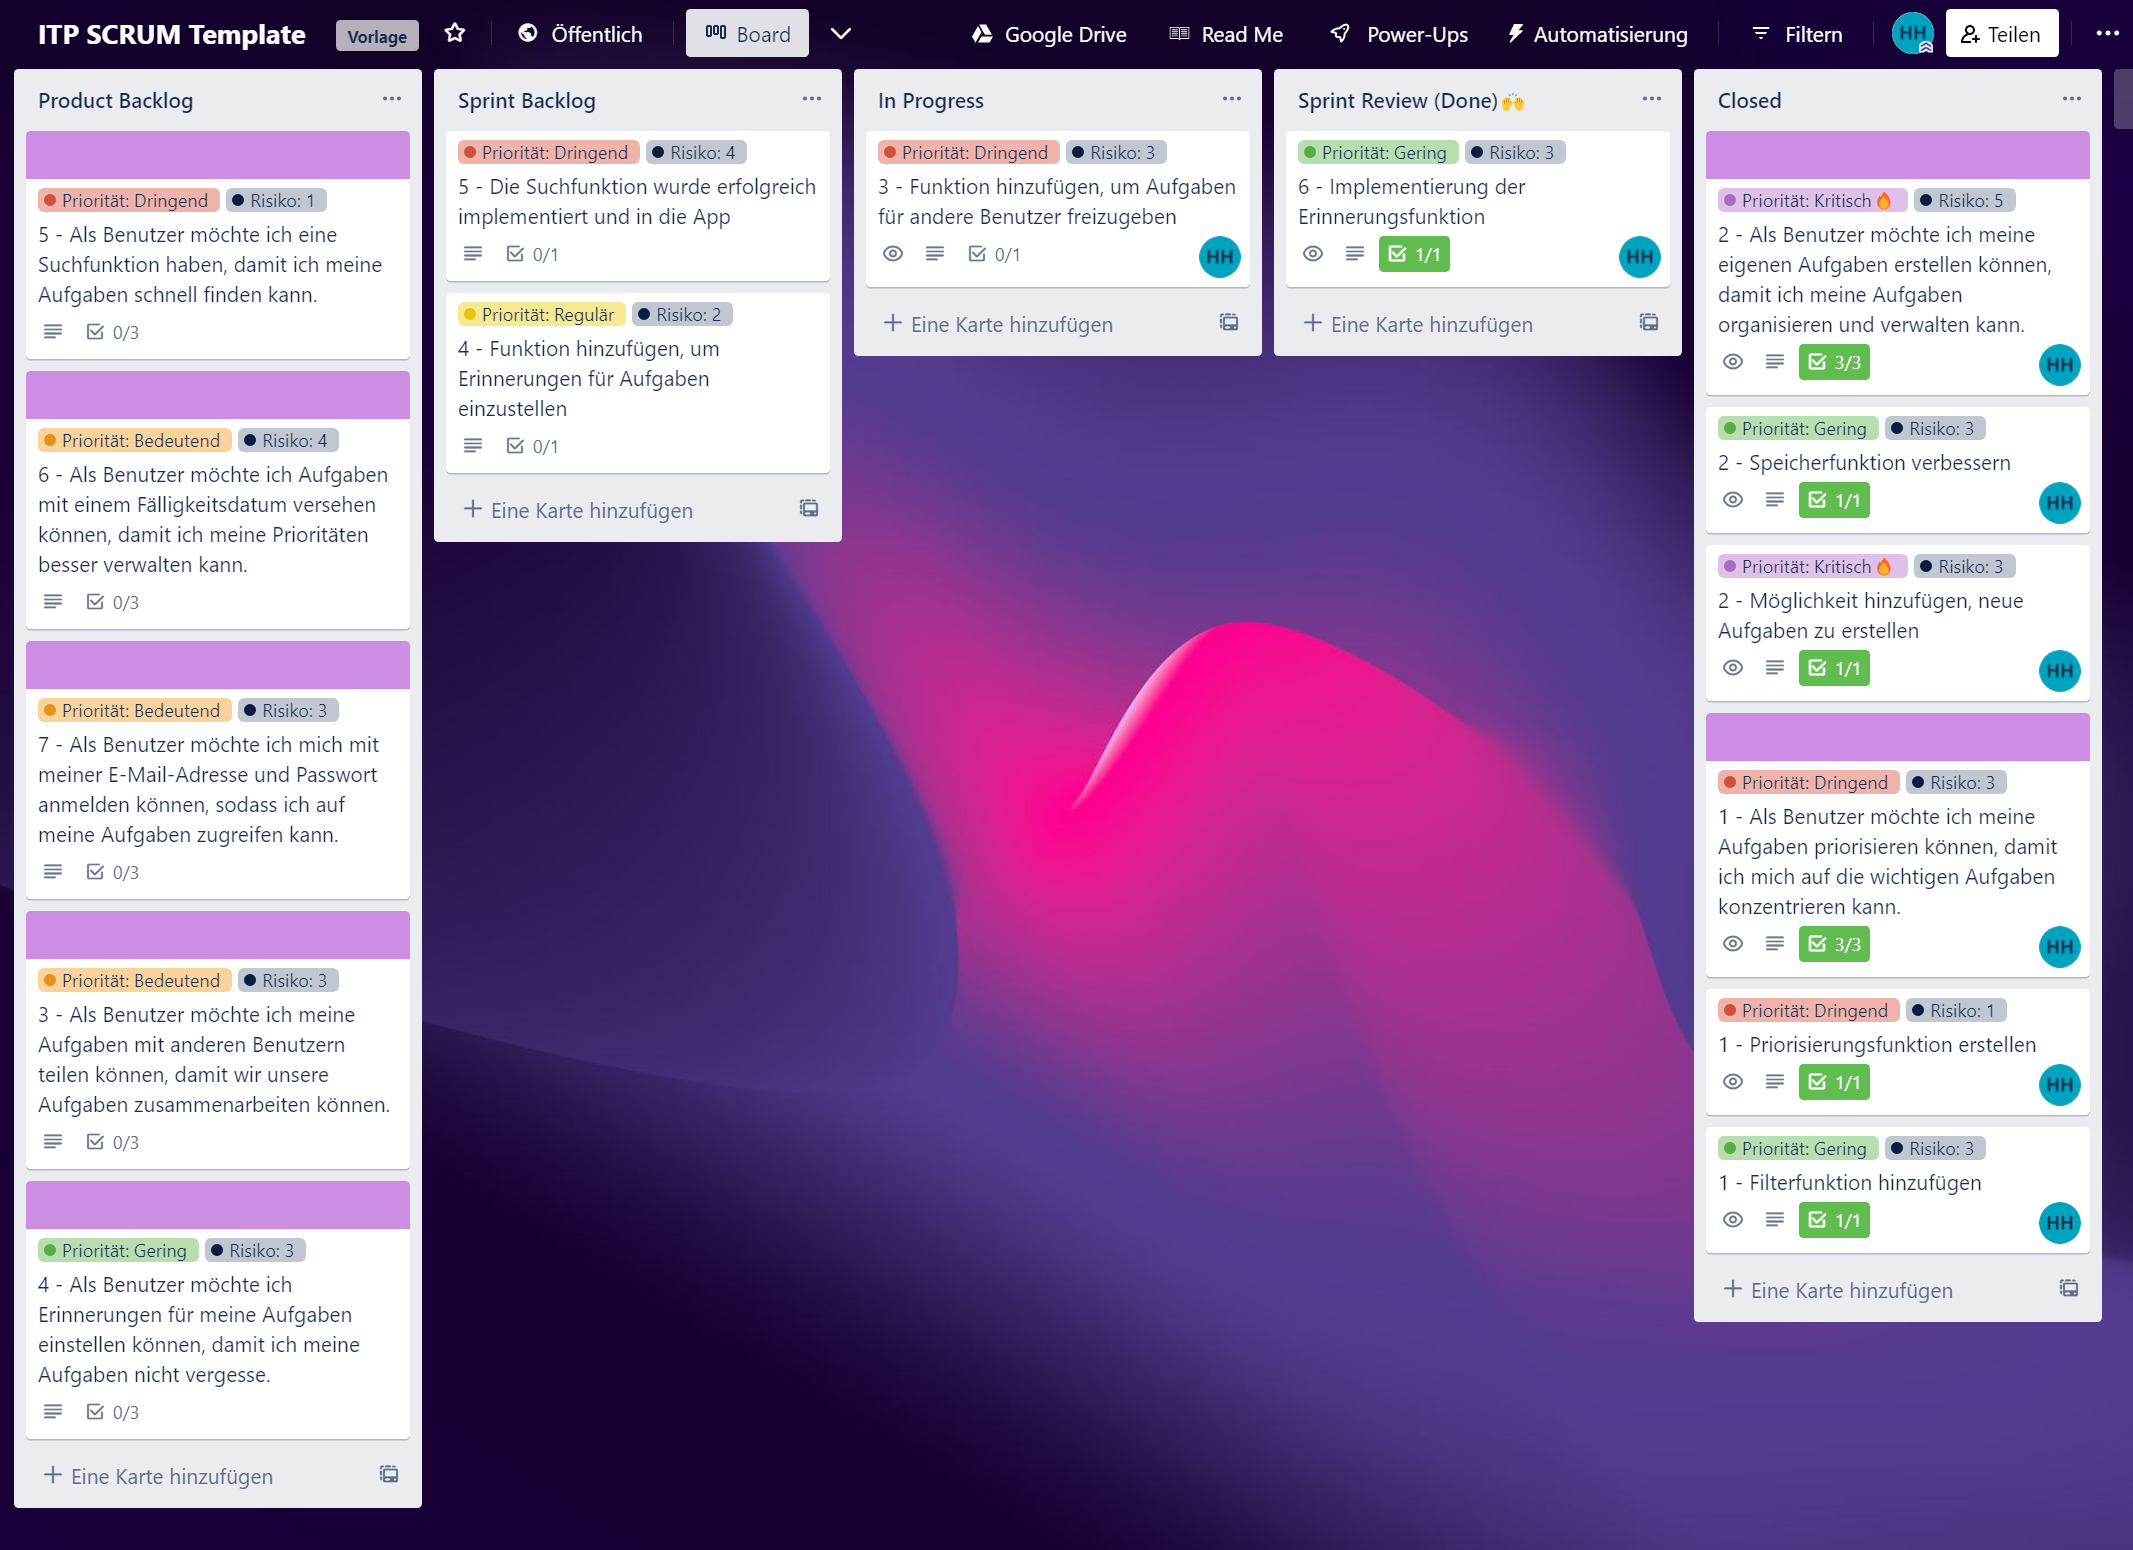 ITP SCRUM Template Vorlage Öffentlich Board Google Drive Read Me Power-Ups Automatisierung Filtern HH Teilen
Product Backlog
Priorität: Dringend Risiko: 1
5 - Als Benutzer möchte ich eine
Suchfunktion haben, damit ich meine
Aufgaben schnell finden kann.
0/3
Priorität: Bedeutend Risiko: 4
6 - Als Benutzer möchte ich Aufgaben
mit einem Fälligkeitsdatum versehen
können, damit ich meine Prioritäten
besser verwalten kann.
0/3
Priorität: Bedeutend Risiko: 3
7 - Als Benutzer möchte ich mich mit
meiner E-Mail-Adresse und Passwort
anmelden können, sodass ich auf
meine Aufgaben zugreifen kann.
0/3
Priorität: Bedeutend Risiko: 3
3 - Als Benutzer möchte ich meine
Aufgaben mit anderen Benutzern
teilen können, damit wir unsere
Aufgaben zusammenarbeiten können.
0/3
Priorität: Gering Risiko: 3
4 - Als Benutzer möchte ich
Erinnerungen für meine Aufgaben
einstellen können, damit ich meine
Aufgaben nicht vergesse.
0/3
+ Eine Karte hinzufügen
Sprint Backlog
Priorität: Dringend Risiko: 4
5 - Die Suchfunktion wurde erfolgreich
implementiert und in die App
0/1
Priorität: Regulär Risiko: 2
4 - Funktion hinzufügen, um
Erinnerungen für Aufgaben
einzustellen
0/1
+ Eine Karte hinzufügen
In Progress
Priorität: Dringend Risiko: 3
3 - Funktion hinzufügen, um Aufgaben
für andere Benutzer freizugeben
0/1 HH
+ Eine Karte hinzufügen
Sprint Review (Done) 🙌
Priorität: Gering Risiko: 3
6 - Implementierung der
Erinnerungsfunktion
1/1 HH
+ Eine Karte hinzufügen
Closed
Priorität: Kritisch 🔥 Risiko: 5
2 - Als Benutzer möchte ich meine
eigenen Aufgaben erstellen können,
damit ich meine Aufgaben
organisieren und verwalten kann.
3/3 HH
Priorität: Gering Risiko: 3
2 - Speicherfunktion verbessern
1/1 HH
Priorität: Kritisch 🔥 Risiko: 3
2 - Möglichkeit hinzufügen, neue
Aufgaben zu erstellen
1/1 HH
Priorität: Dringend Risiko: 3
1 - Als Benutzer möchte ich meine
Aufgaben priorisieren können, damit
ich mich auf die wichtigen Aufgaben
konzentrieren kann.
3/3 HH
Priorität: Dringend Risiko: 1
1 - Priorisierungsfunktion erstellen
1/1 HH
Priorität: Gering Risiko: 3
1 - Filterfunktion hinzufügen
1/1 HH
+ Eine Karte hinzufügen